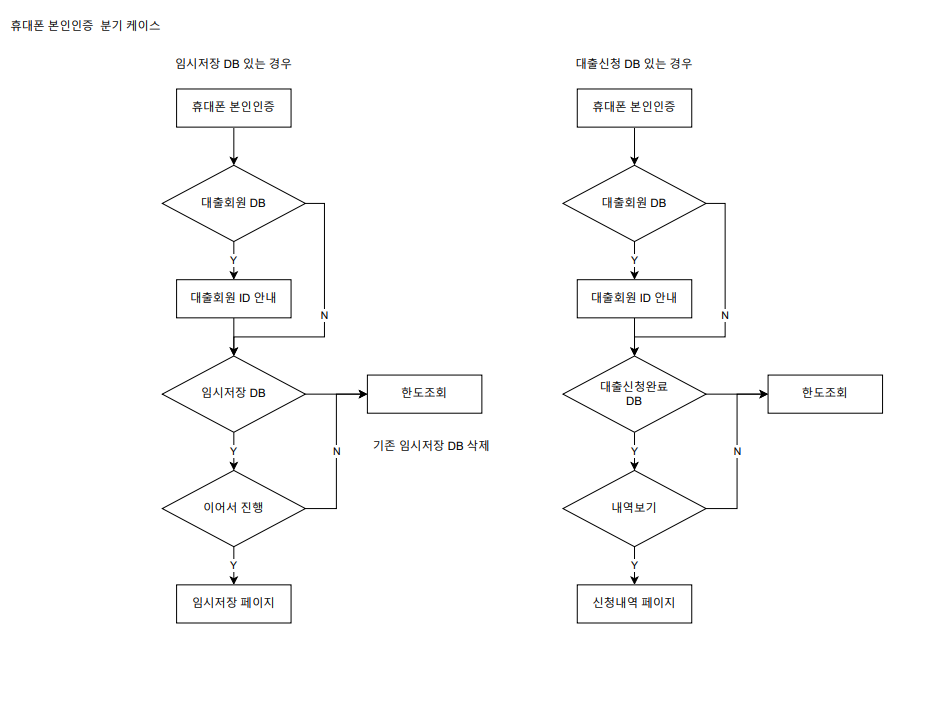 휴대폰 본인인증  분기 케이스
임시저장 DB 있는 경우
휴대폰 본인인증
대출회원 DB
Y
대출회원 ID 안내
N
임시저장 DB
한도조회
기존 임시저장 DB 삭제
Y
N
이어서 진행
Y
임시저장 페이지
대출신청 DB 있는 경우
휴대폰 본인인증
대출회원 DB
Y
대출회원 ID 안내
N
대출신청완료
DB
한도조회
Y
N
내역보기
Y
신청내역 페이지